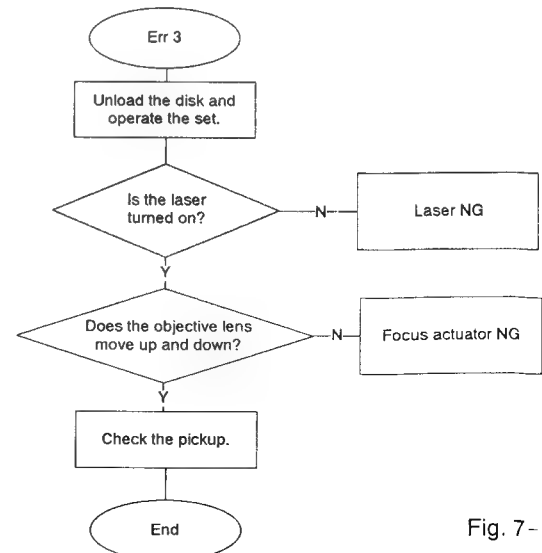 Err 3
Unload the disk and
operate the set.
Is the laser
turned on?
N
Laser NG
Y
Does the objective lens
move up and down?
N
Focus actuator NG
Y
Check the pickup.
End
Fig. 7-